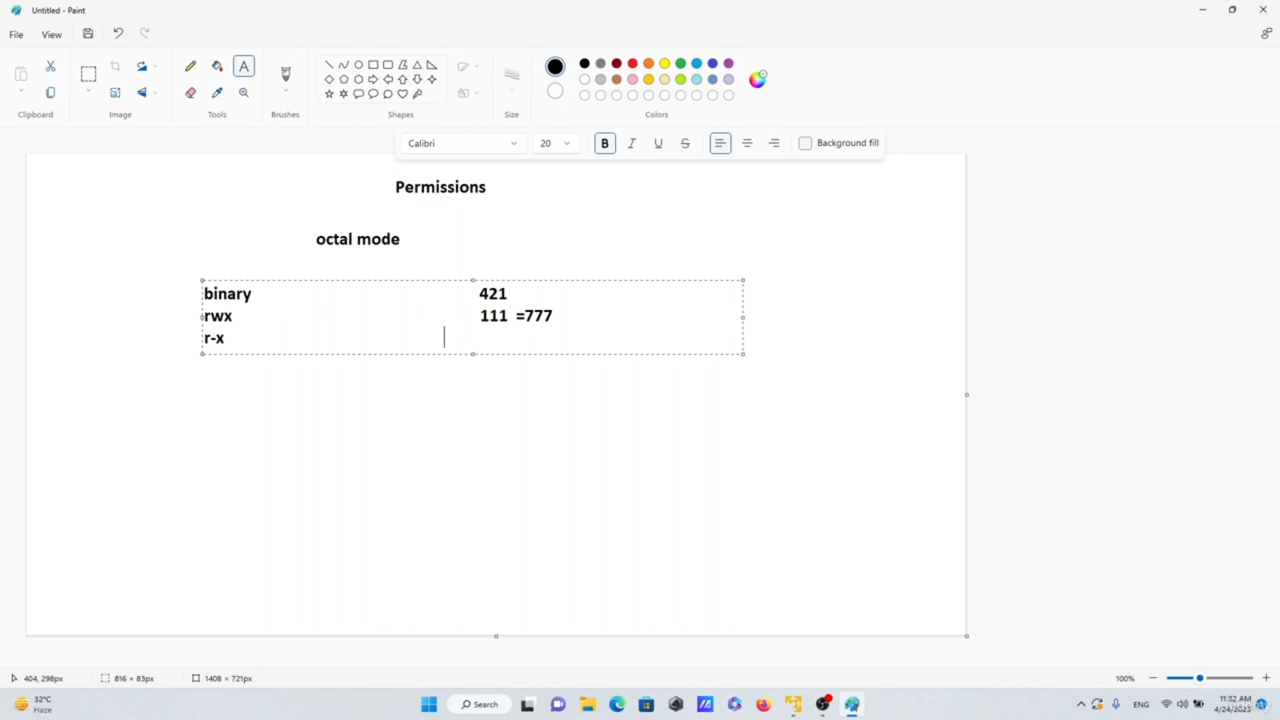 Untitled - Paint
File View
Clipboard Image Tools Brushes Shapes Size Colors
Calibri 20 B I U S Background fill
Permissions
octal mode
binary 421
rwx 111 =777
r-x
404, 298px 816 × 83px 1408 × 721px 100%
32°C
Haze
Search
ENG
11:32 AM
4/24/2023